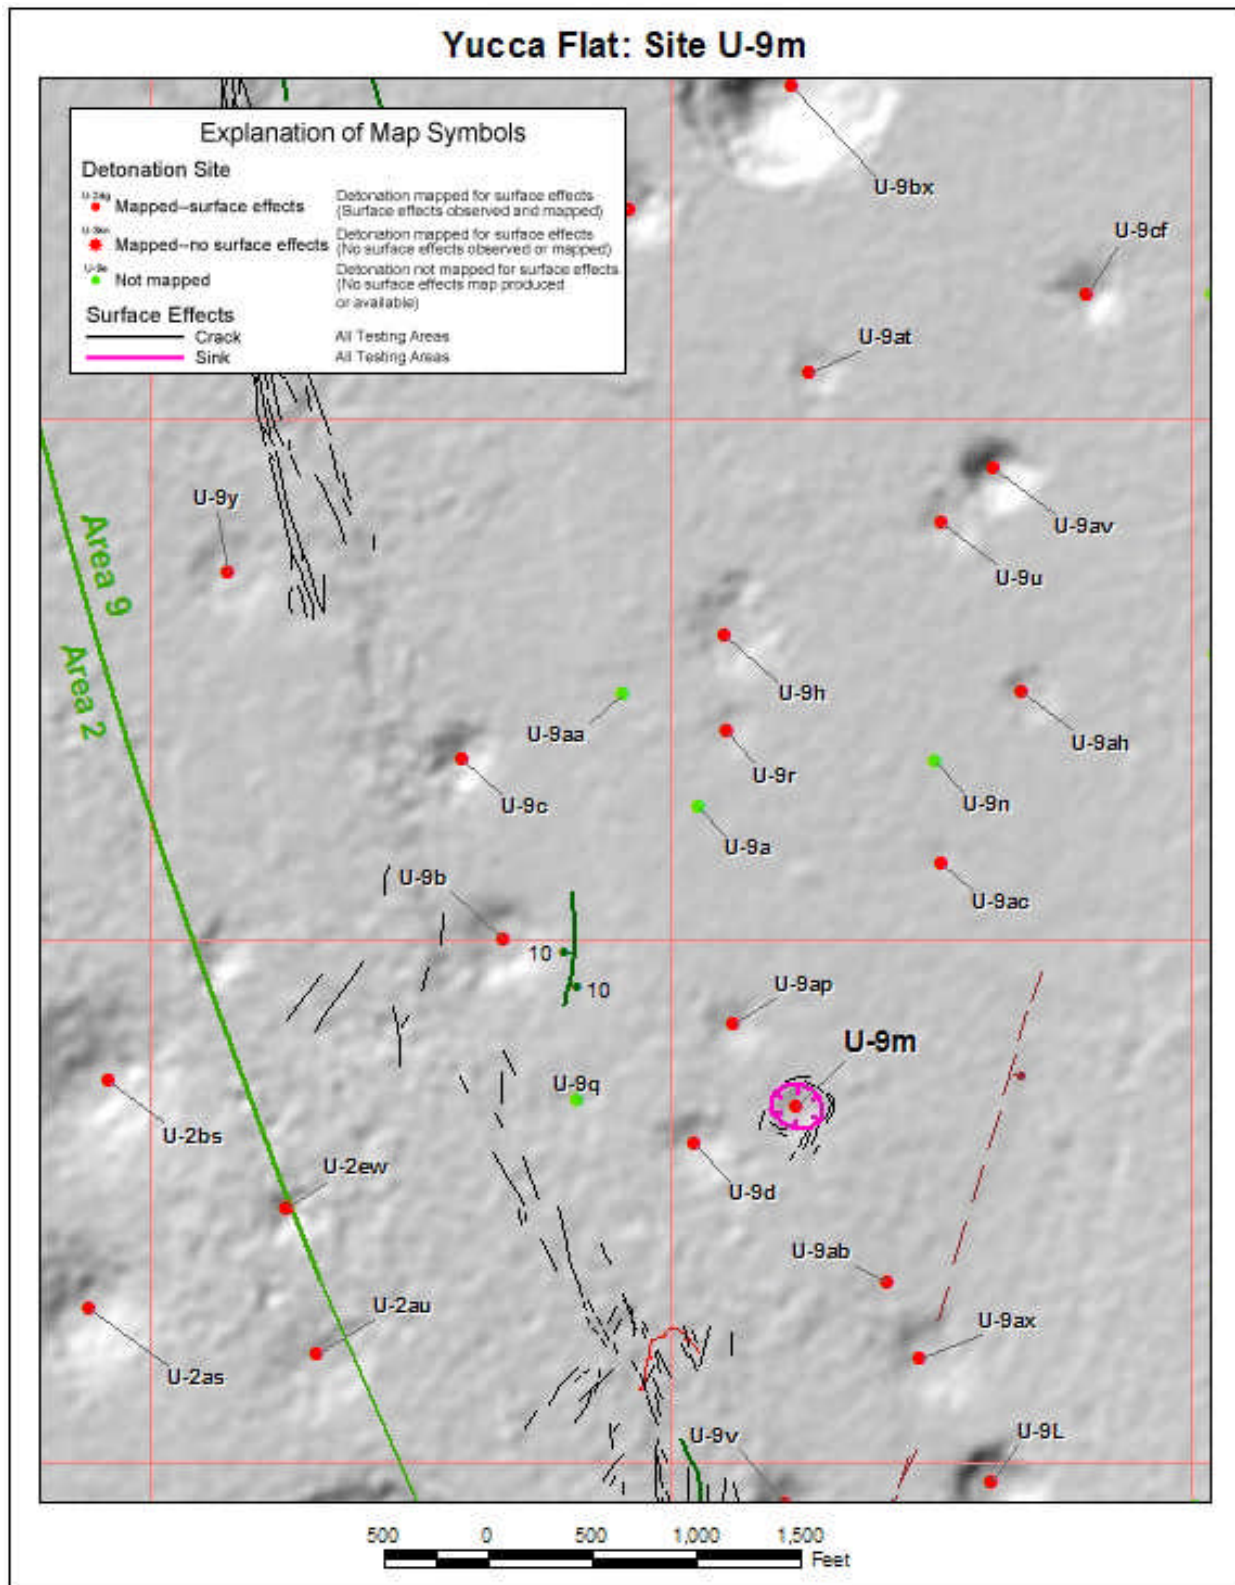 Yucca Flat: Site U-9m
Explanation of Map Symbols
Detonation Site
Mapped--surface effects
Detonation mapped for surface effects
(Surface effects observed and mapped)
Mapped--no surface effects
Detonation mapped for surface effects
(No surface effects observed or mapped)
Not mapped
Detonation not mapped for surface effects
(No surface effects map produced
or available)
Surface Effects
Crack
All Testing Areas
Sink
All Testing Areas
U-9bx
U-9cf
U-9at
U-9y
U-9av
Area 9
U-9u
Area 2
U-9h
U-9aa
U-9ah
U-9r
U-9c
U-9n
U-9a
U-9b
U-9ac
10
10
U-9ap
U-9m
U-9q
U-2bs
U-2ew
U-9d
U-9ab
U-2au
U-9ax
U-2as
U-9v
U-9L
500 0 500 1,000 1,500
Feet